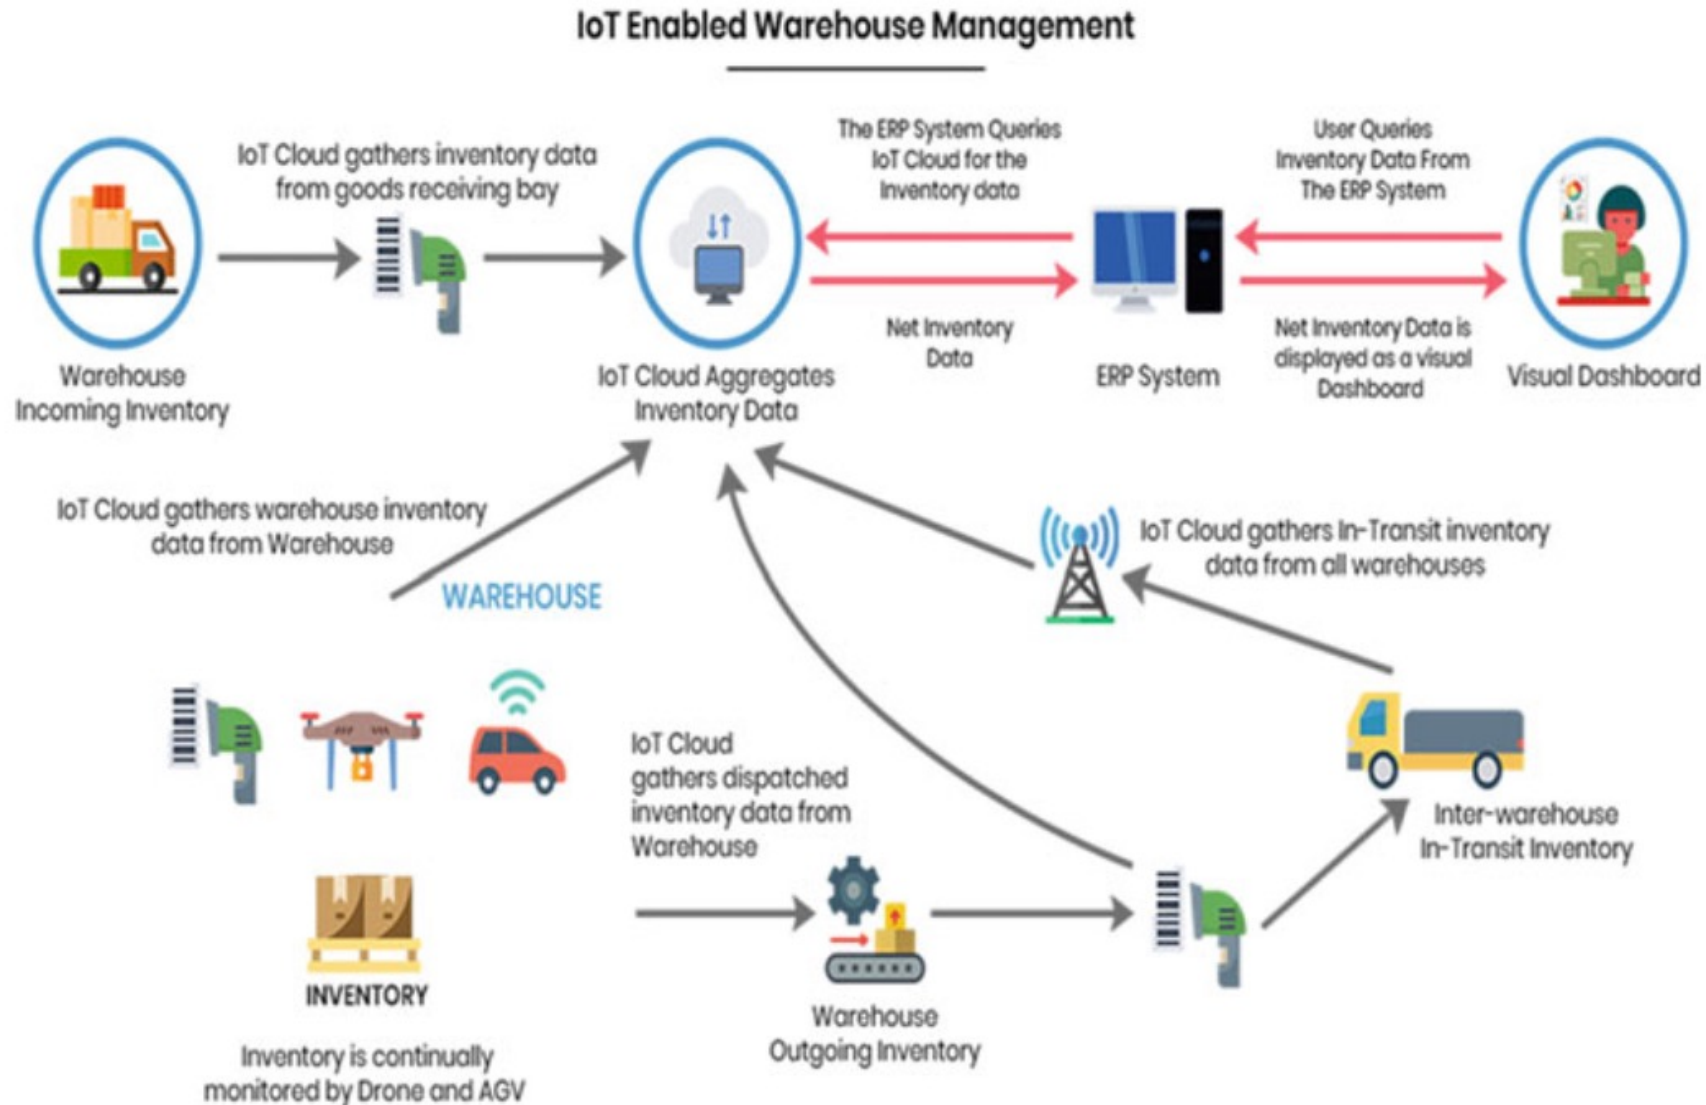 IoT Enabled Warehouse Management
IoT Cloud gathers inventory data
from goods receiving bay
The ERP System Queries
IoT Cloud for the
Inventory data
User Queries
Inventory Data From
The ERP System
Warehouse
Incoming Inventory
IoT Cloud Aggregates
Inventory Data
Net Inventory
Data
ERP System
Net Inventory Data is
displayed as a visual
Dashboard
Visual Dashboard
IoT Cloud gathers warehouse inventory
data from Warehouse
WAREHOUSE
IoT Cloud gathers In-Transit inventory
data from all warehouses
IoT Cloud
gathers dispatched
inventory data from
Warehouse
Inter-warehouse
In-Transit Inventory
INVENTORY
Inventory is continually
monitored by Drone and AGV
Warehouse
Outgoing Inventory